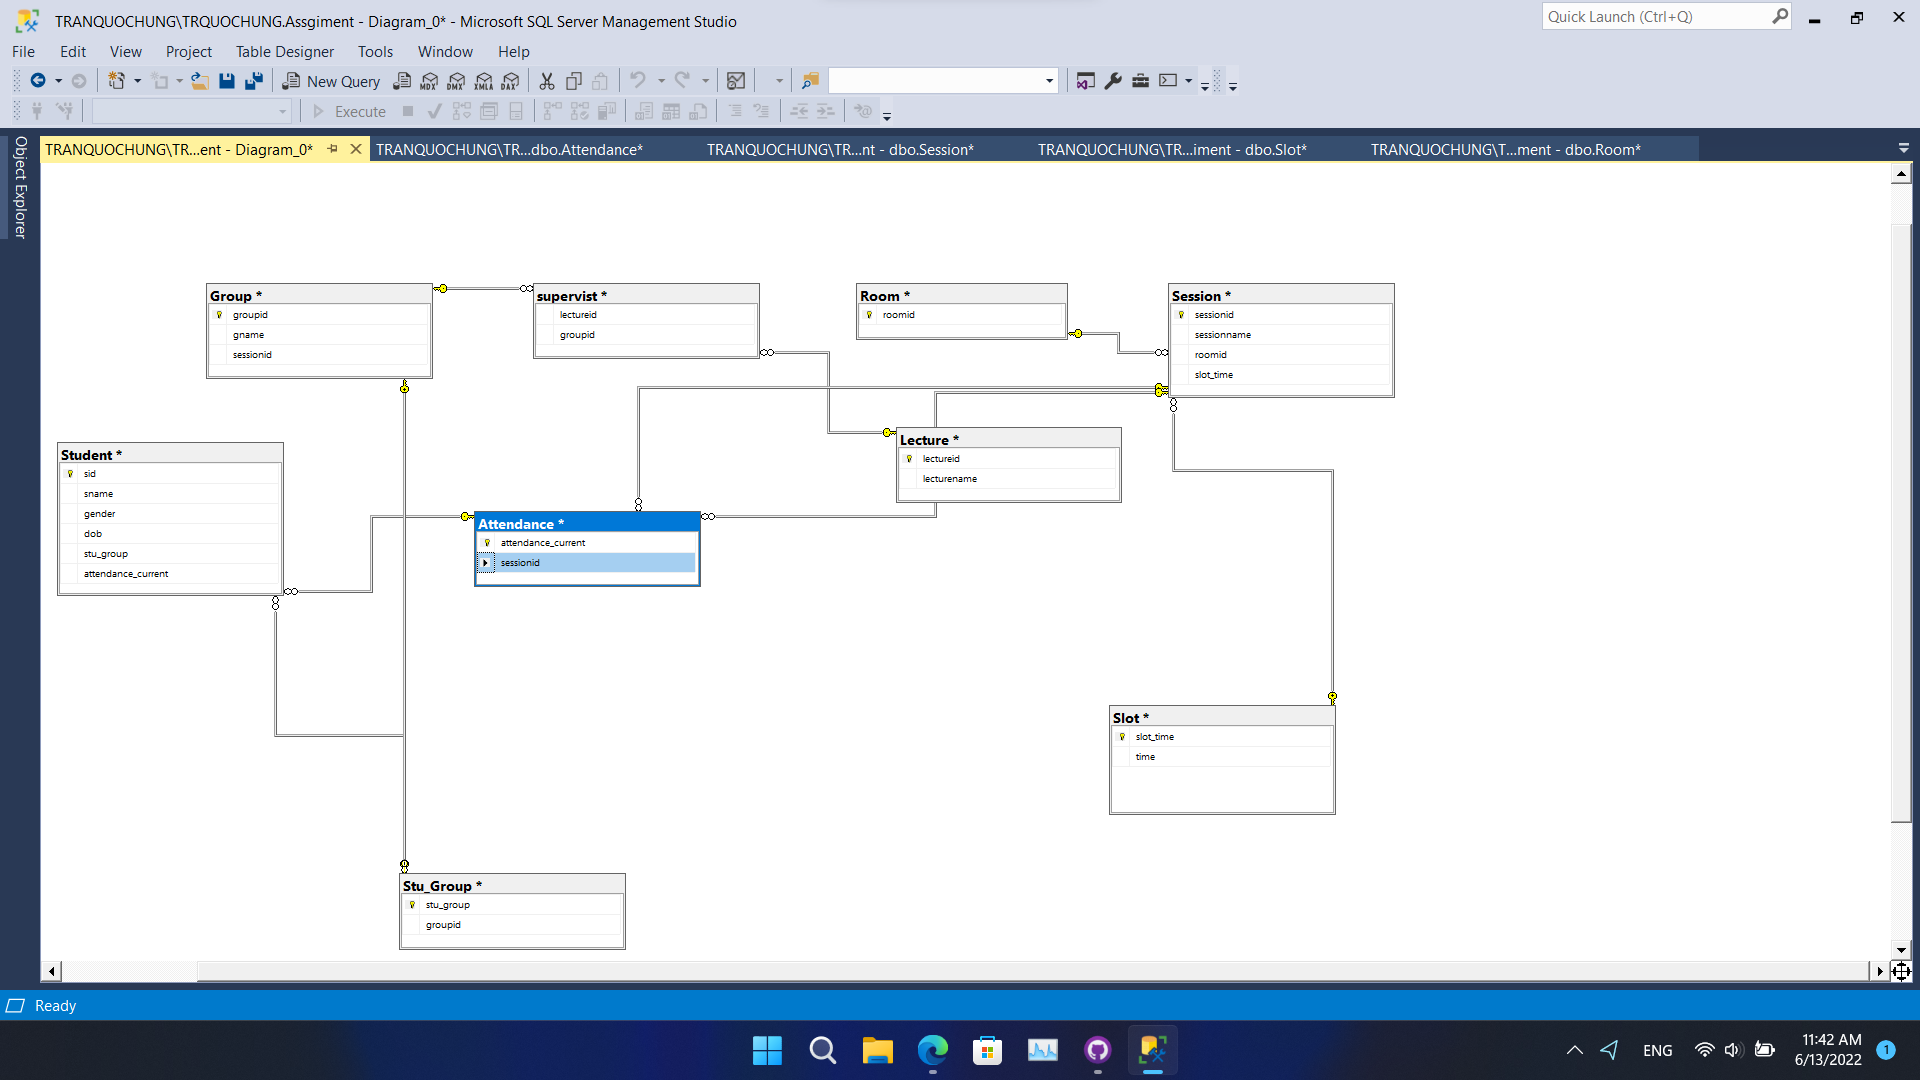 TRANQUOCHUNG\TRQUOCHUNG.Assgiment - Diagram_0* - Microsoft SQL Server Management Studio
Quick Launch (Ctrl+Q)
File Edit View Project Table Designer Tools Window Help
New Query MDX DMX XMLA DAX
Execute
Object Explorer
TRANQUOCHUNG\TR...ent - Diagram_0* TRANQUOCHUNG\TR...dbo.Attendance* TRANQUOCHUNG\TR...nt - dbo.Session* TRANQUOCHUNG\TR...iment - dbo.Slot* TRANQUOCHUNG\T...ment - dbo.Room*
Group *
groupid
gname
sessionid
supervist *
lectureid
groupid
Room *
roomid
Session *
sessionid
sessionname
roomid
slot_time
Student *
sid
sname
gender
dob
stu_group
attendance_current
Lecture *
lectureid
lecturename
Attendance *
attendance_current
sessionid
Slot *
slot_time
time
Stu_Group *
stu_group
groupid
Ready
ENG
11:42 AM
6/13/2022
1